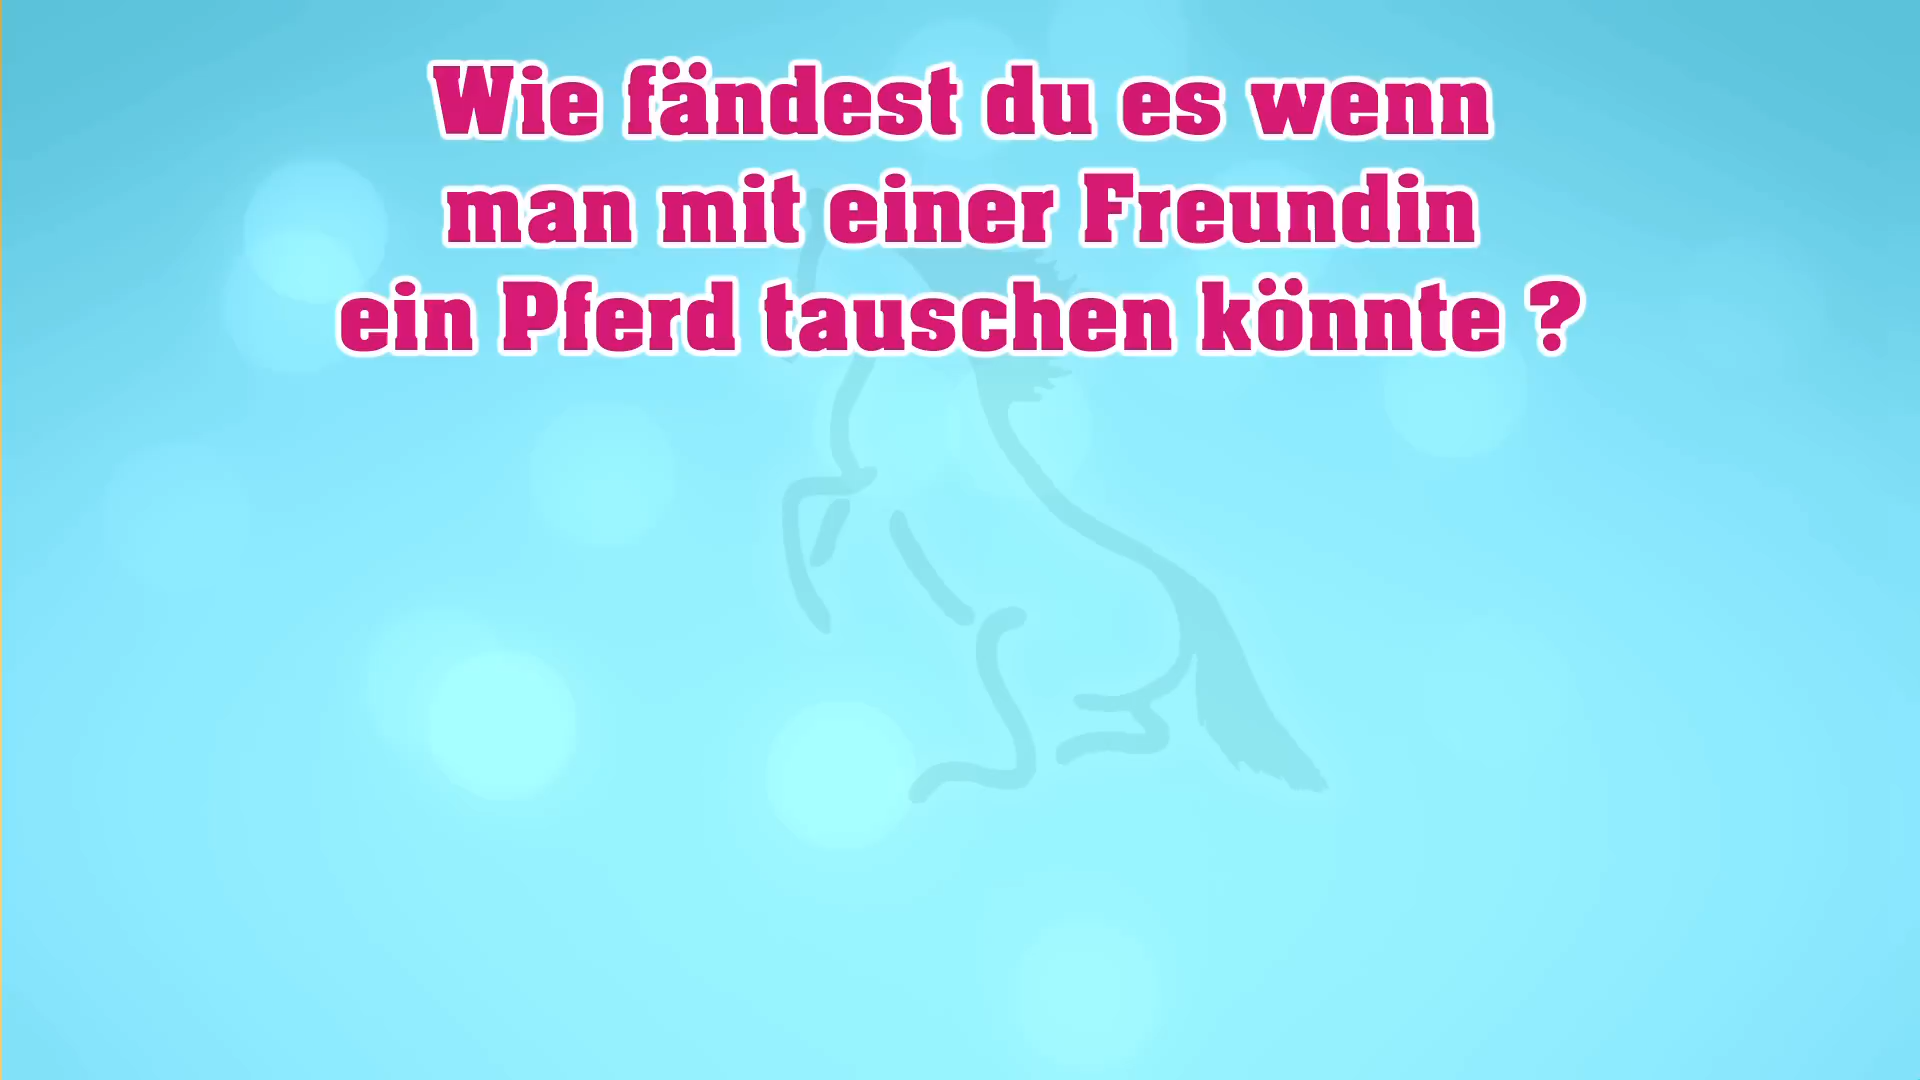 Wie fändest du es wenn
man mit einer Freundin
ein Pferd tauschen könnte ?